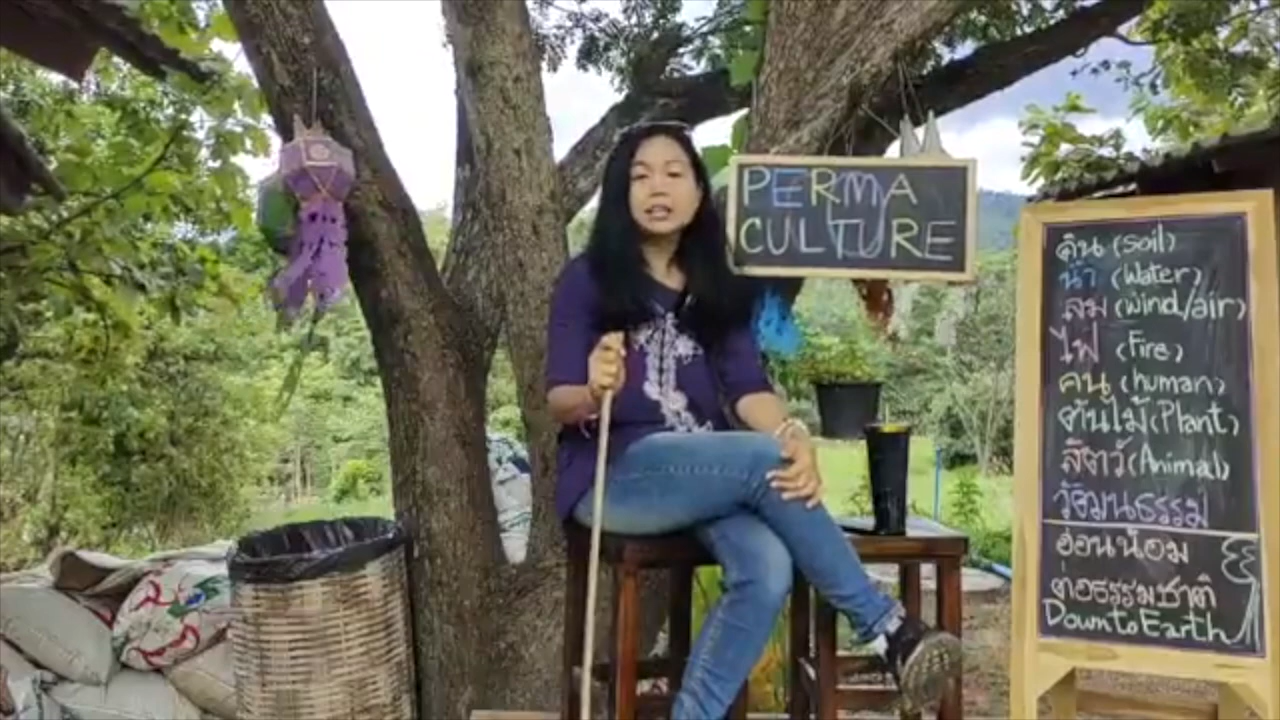 PERMA
CULTURE
ดิน (Soil)
น้ำ (Water)
ลม (wind/air)
ไฟ (Fire)
คน (human)
ต้นไม้ (Plant)
สัตว์ (Animal)
วัฒนธรรม
อ่อนน้อม
ต่อธรรมชาติ
Down to Earth